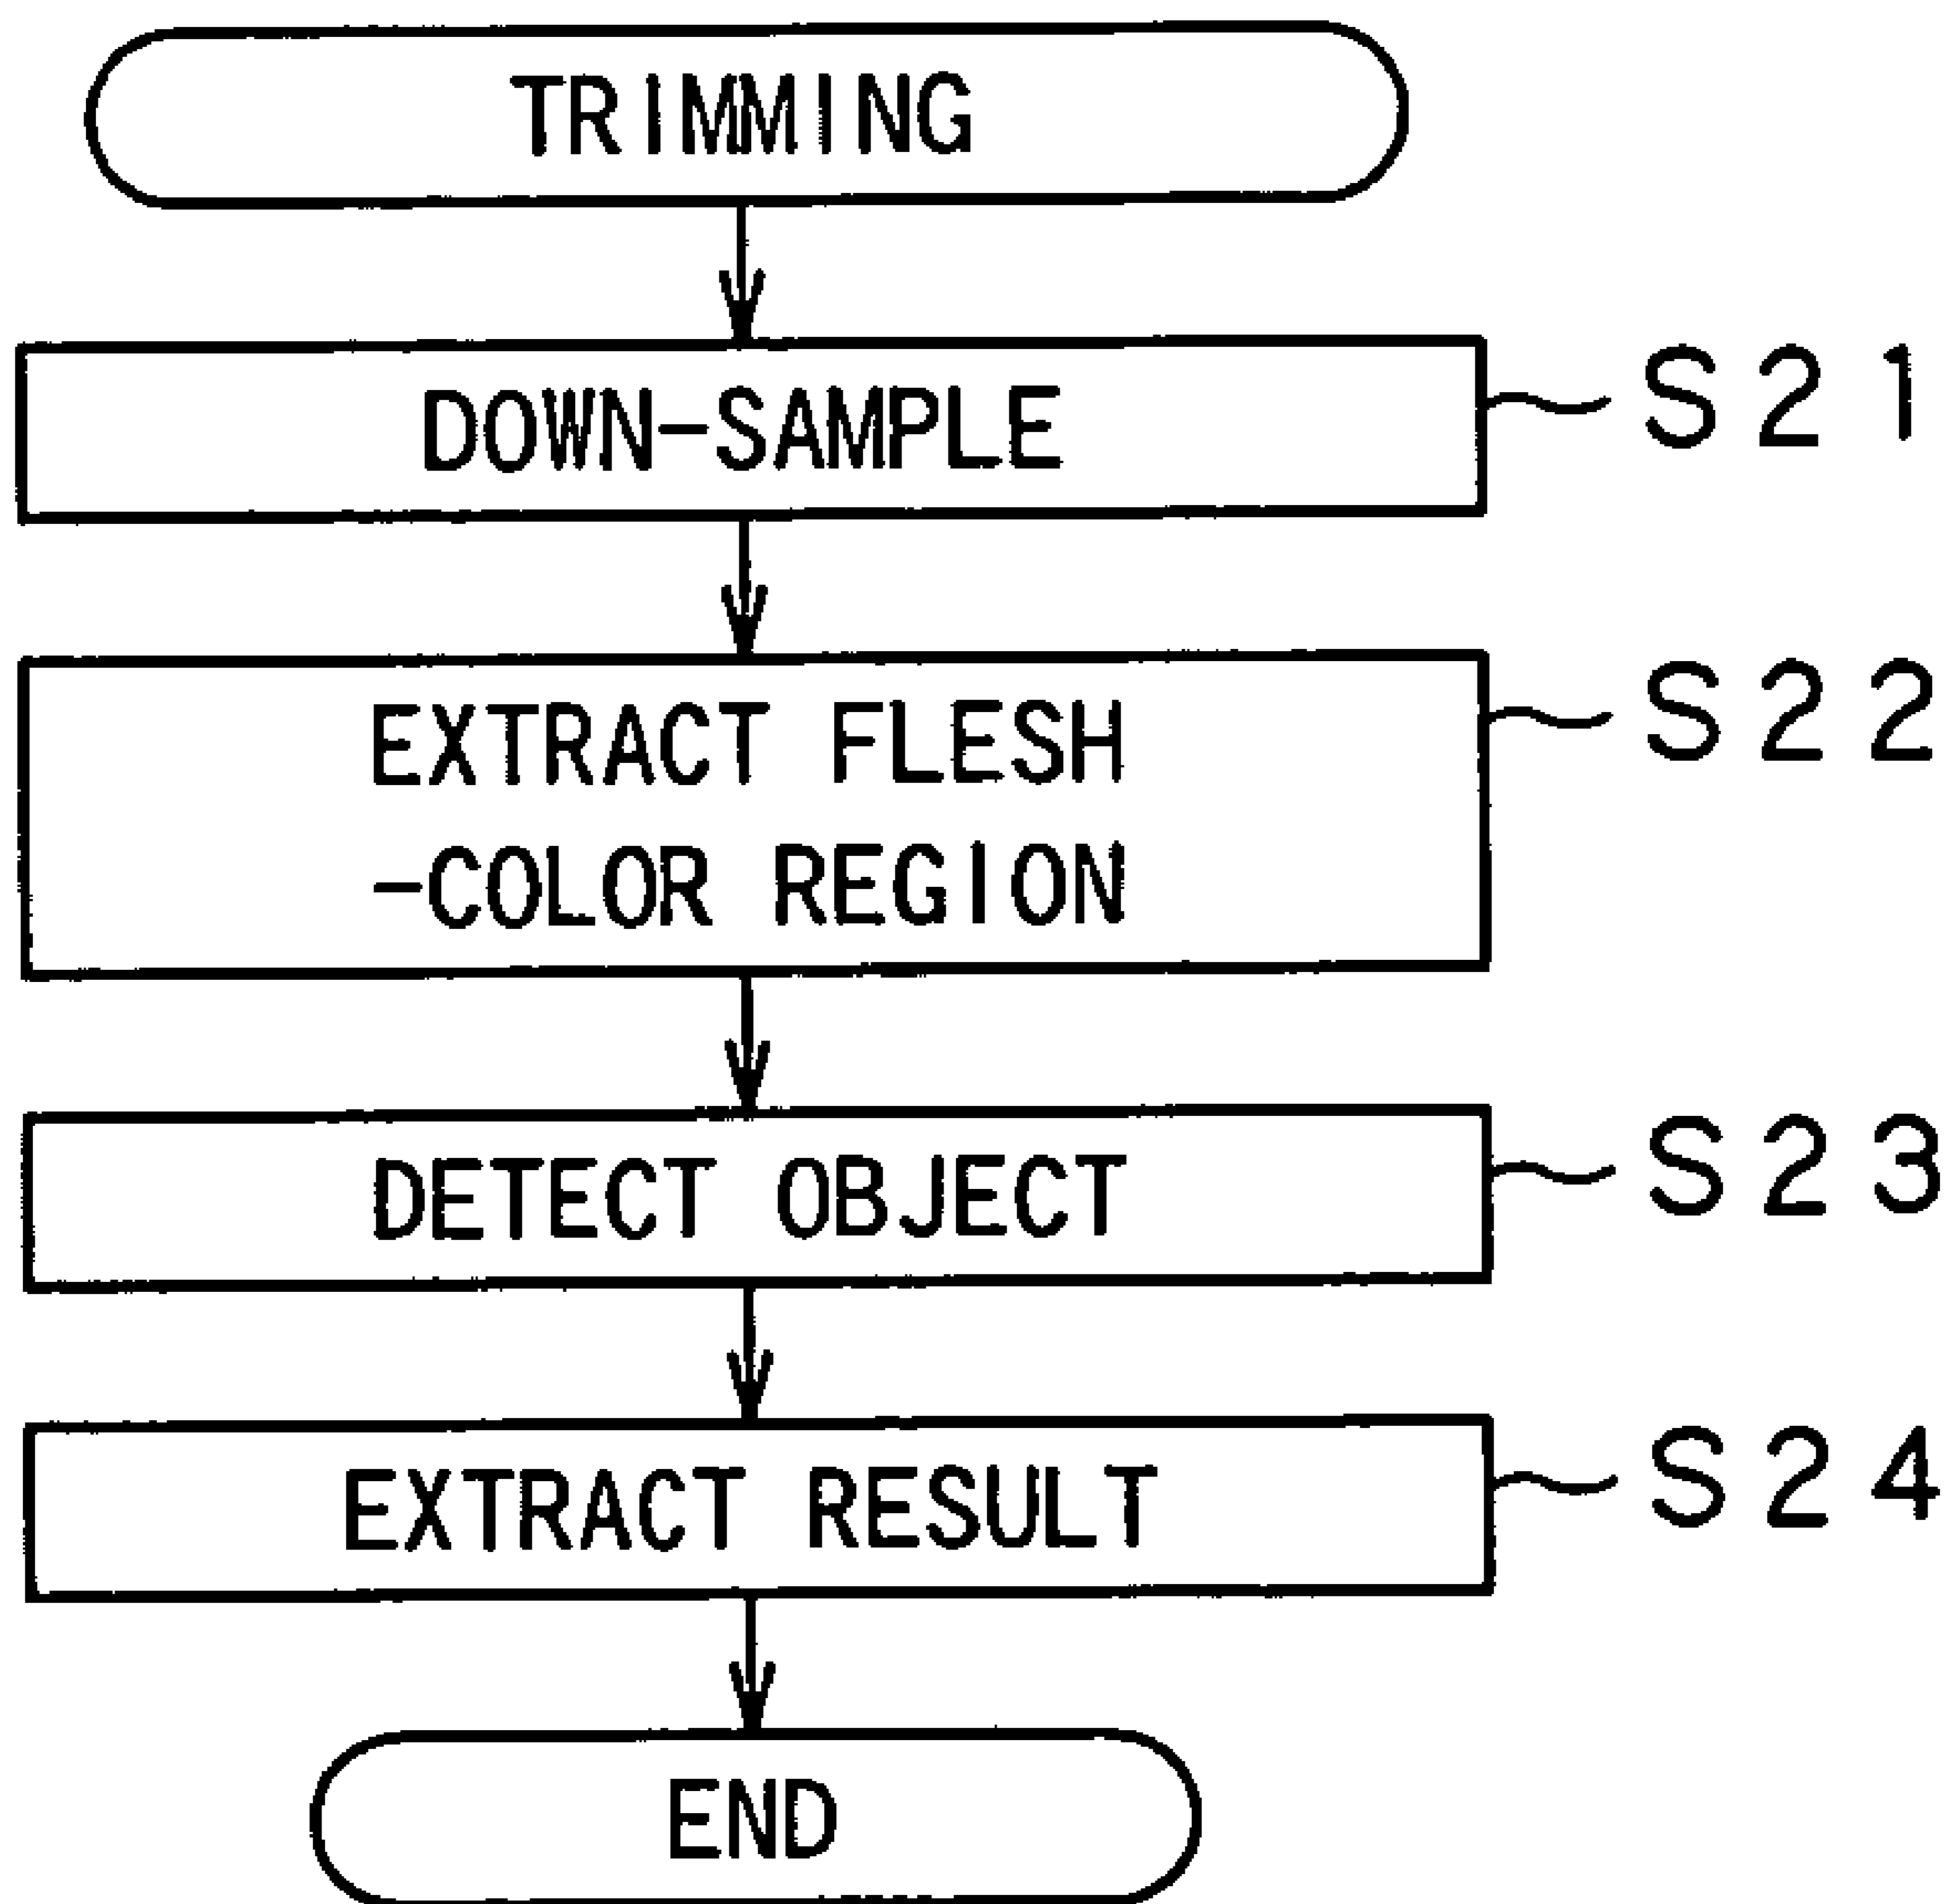 TRIMMING
DOWN-SAMPLE S21
EXTRACT FLESH S22
-COLOR REGION
DETECT OBJECT S23
EXTRACT RESULT S24
END